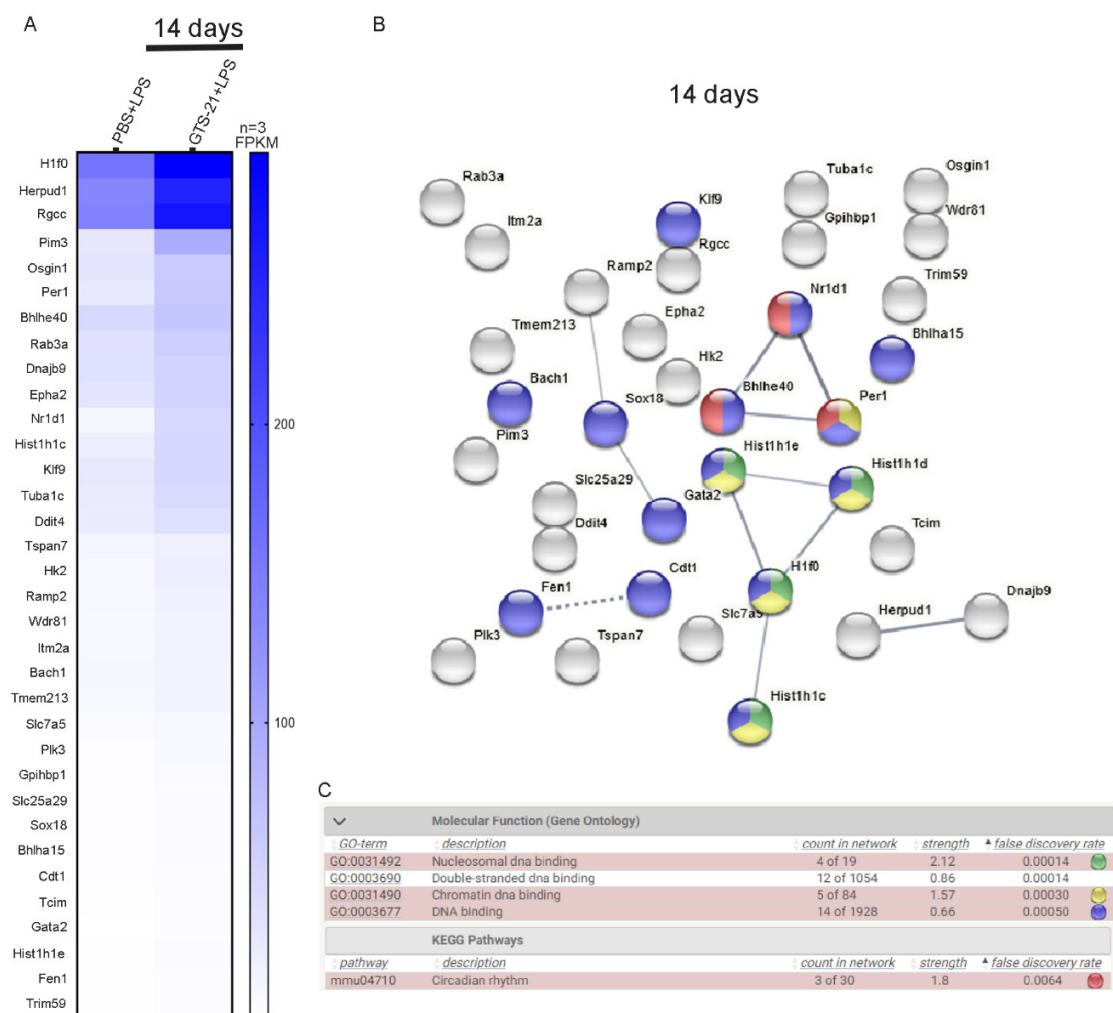 A
14 days
PBS+LPS
GTS-21+LPS
n=3
FPKM
H1f0
Herpud1
Rgcc
Pim3
Osgin1
Per1
Bhlhe40
Rab3a
Dnajb9
Epha2
Nr1d1
Hist1h1c
Klf9
Tuba1c
Ddit4
Tspan7
Hk2
Ramp2
Wdr81
Itm2a
Bach1
Tmem213
Slc7a5
Plk3
Gpihbp1
Slc25a29
Sox18
Bhlha15
Cdt1
Tcim
Gata2
Hist1h1e
Fen1
Trim59
200
100
B
14 days
Rab3a
Itm2a
Klf9
Rgcc
Tuba1c
Gpihbp1
Osgin1
Wdr81
Ramp2
Nr1d1
Trim59
Tmem213
Epha2
Bhlha15
Hk2
Bach1
Sox18
Bhlhe40
Per1
Pim3
Hist1h1e
Hist1h1d
Slc25a29
Gata2
Ddit4
Tcim
Fen1
Cdt1
H1f0
Slc7a5
Herpud1
Dnajb9
Plk3
Tspan7
Hist1h1c
C
Molecular Function (Gene Ontology)
GO-term description count in network strength false discovery rate
GO:0031492 Nucleosomal dna binding 4 of 19 2.12 0.00014
GO:0003690 Double-stranded dna binding 12 of 1054 0.86 0.00014
GO:0031490 Chromatin dna binding 5 of 84 1.57 0.00030
GO:0003677 DNA binding 14 of 1928 0.66 0.00050
KEGG Pathways
pathway description count in network strength false discovery rate
mmu04710 Circadian rhythm 3 of 30 1.8 0.0064